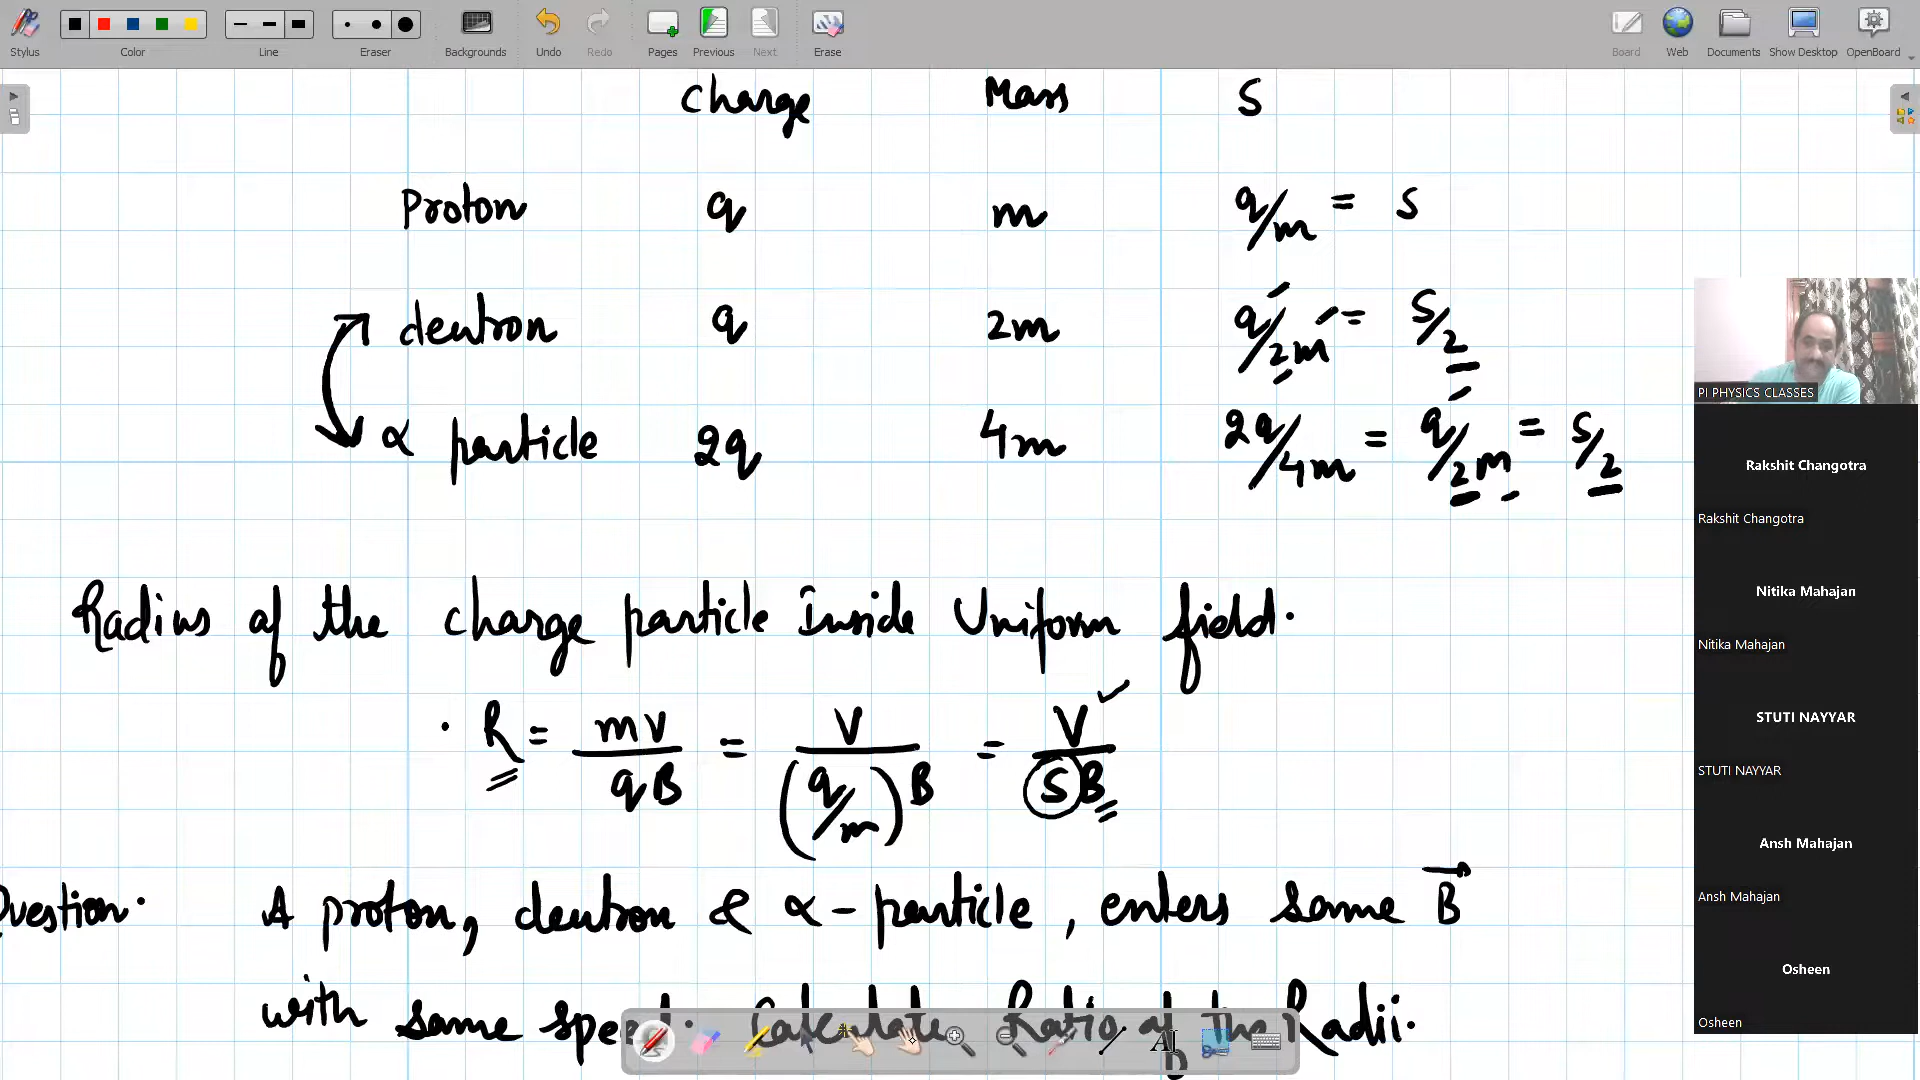 Stylus Color Line Eraser Backgrounds Undo Redo Pages Previous Next Erase Board Web Documents Show Desktop OpenBoard
Charge Mass S
Proton q m q/m = S
deutron q 2m q/2m = S/2
α particle 2q 4m 2q/4m = q/2m = S/2
Radius of the charge particle Inside Uniform field.
R = mv/qB = V/(q/m)B = V/SB
Question. A proton, deutron & α-particle, enters same B
with same speed. Calculate Ratio of the Radii.
PI PHYSICS CLASSES
Rakshit Changotra
Rakshit Changotra
Nitika Mahajan
Nitika Mahajan
STUTI NAYYAR
STUTI NAYYAR
Ansh Mahajan
Ansh Mahajan
Osheen
Osheen